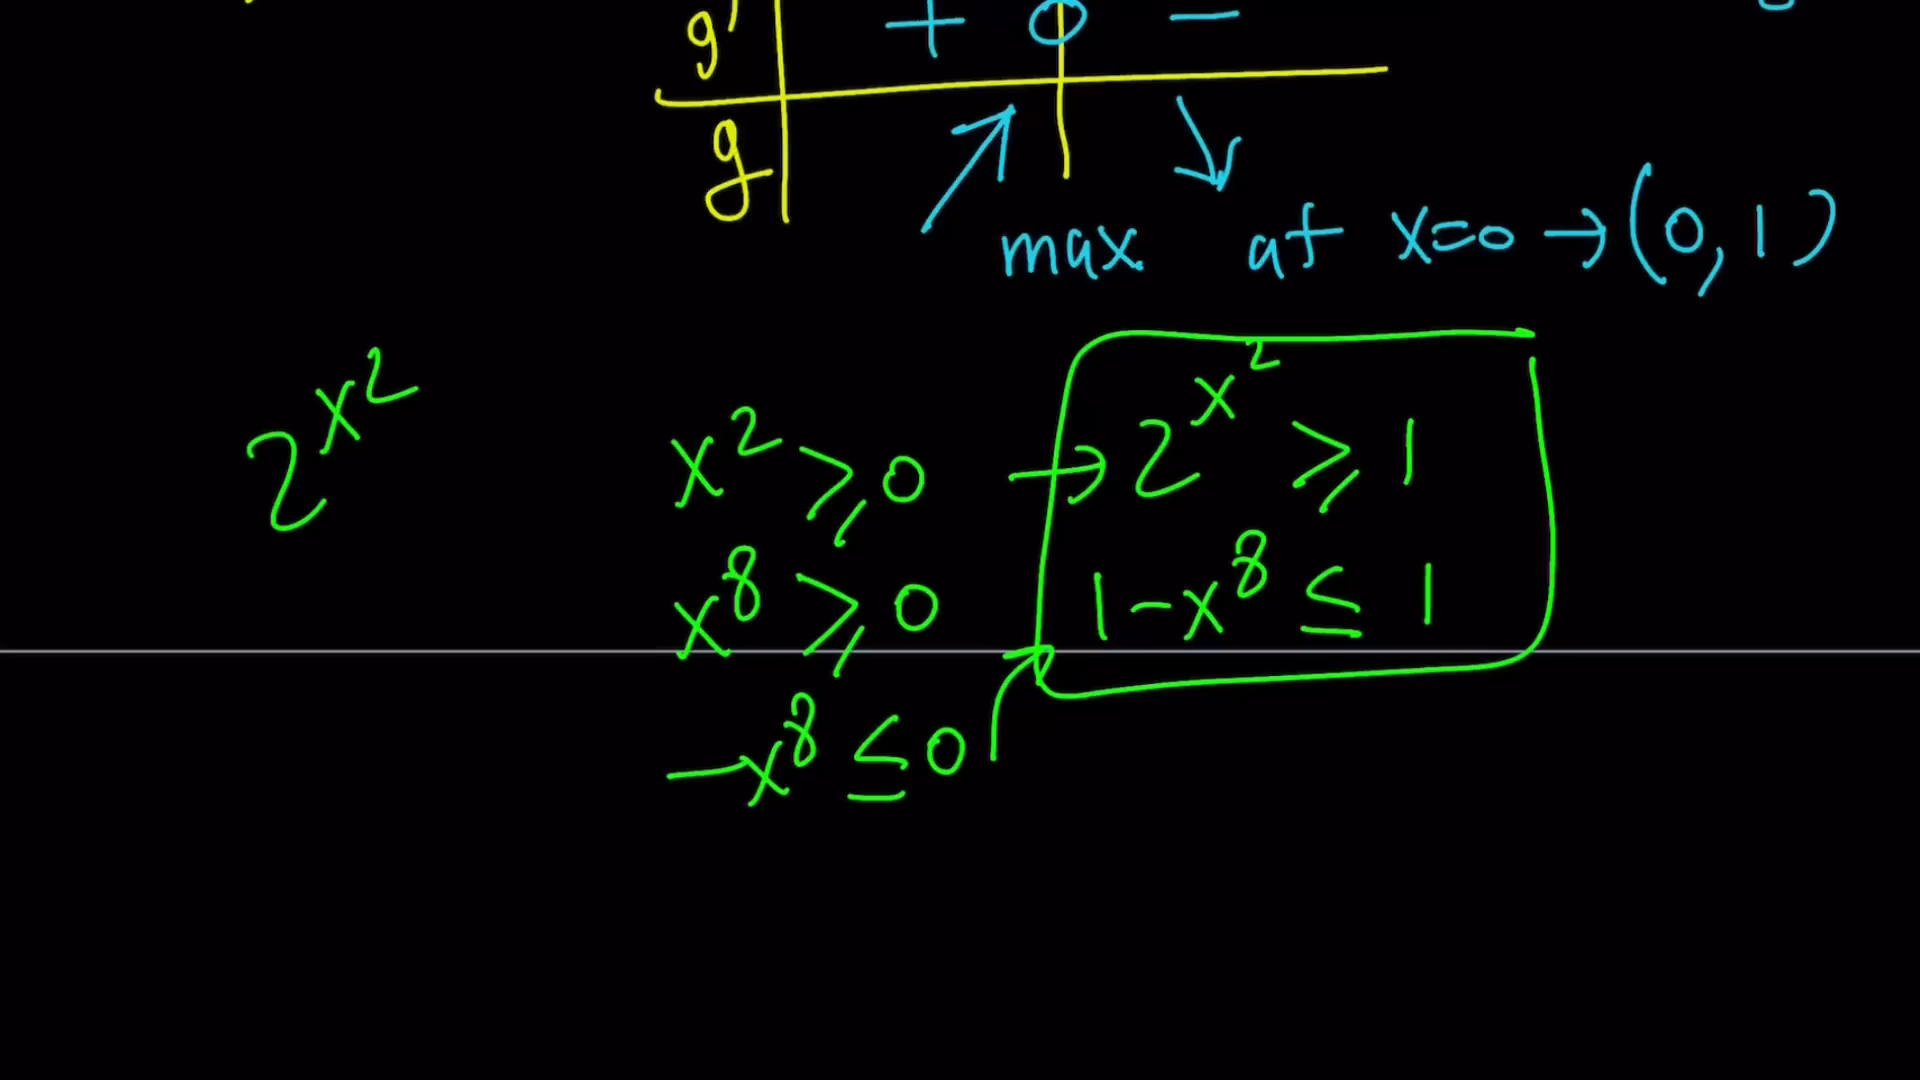 g' + 0 -
g
max at x=0 → (0,1)
2^x^2
x^2 ⩾ 0 → 2^x^2 ⩾ 1
x^8 ⩾ 0 1-x^8 ≤ 1
-x^8 ≤ 0